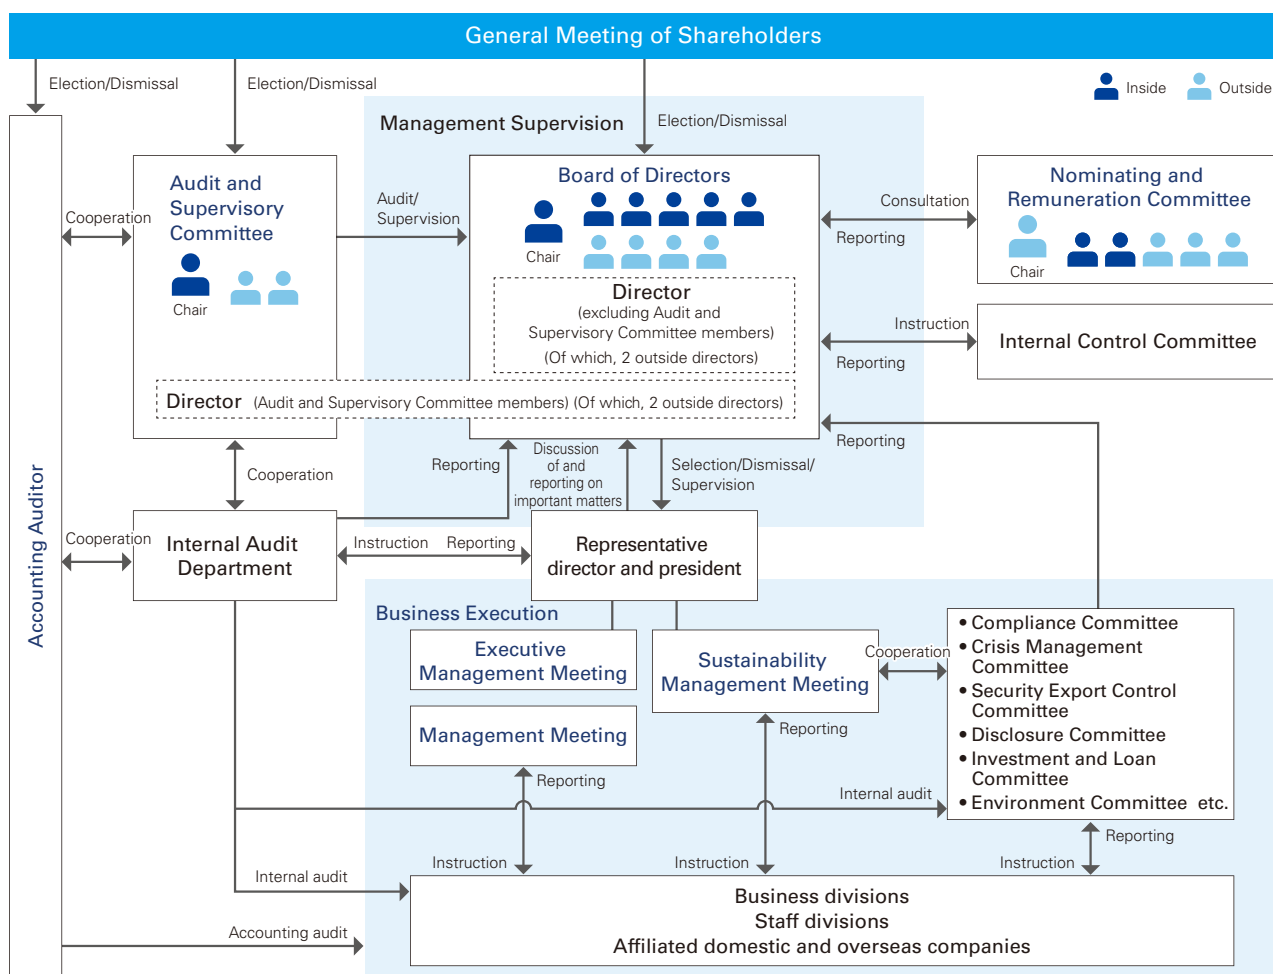 General Meeting of Shareholders
Election/Dismissal
Election/Dismissal
Election/Dismissal
Inside
Outside
Management Supervision
Accounting Auditor
Audit and
Supervisory
Committee
Chair
Cooperation
Audit/
Supervision
Board of Directors
Chair
Director
(excluding Audit and
Supervisory Committee members)
(Of which, 2 outside directors)
Director (Audit and Supervisory Committee members) (Of which, 2 outside directors)
Consultation
Reporting
Nominating and
Remuneration Committee
Chair
Instruction
Reporting
Internal Control Committee
Reporting
Cooperation
Reporting
Discussion
of and
reporting on
important matters
Selection/Dismissal/
Supervision
Cooperation
Internal Audit
Department
Instruction
Reporting
Representative
director and president
Business Execution
Executive
Management Meeting
Sustainability
Management Meeting
Cooperation
• Compliance Committee
• Crisis Management
Committee
• Security Export Control
Committee
• Disclosure Committee
• Investment and Loan
Committee
• Environment Committee etc.
Management Meeting
Reporting
Reporting
Internal audit
Reporting
Instruction
Instruction
Instruction
Internal audit
Business divisions
Staff divisions
Affiliated domestic and overseas companies
Accounting audit